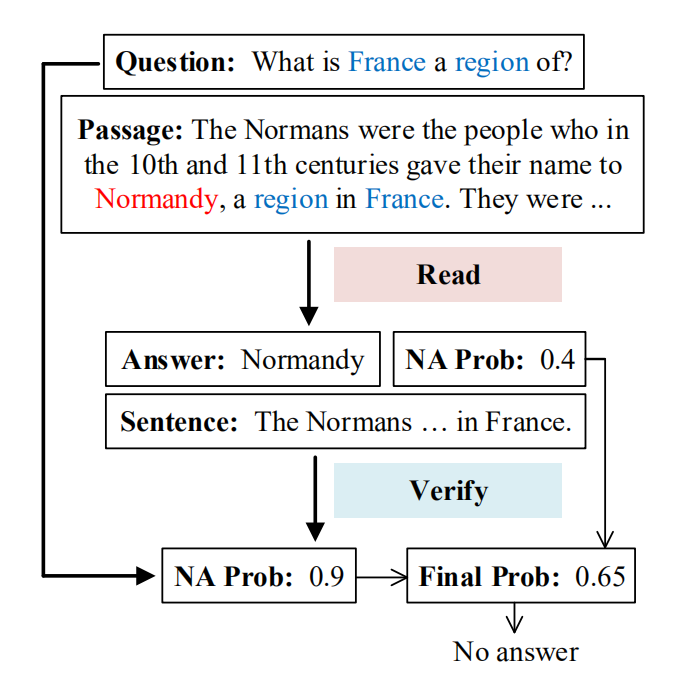 Question: What is France a region of?
Passage: The Normans were the people who in
the 10th and 11th centuries gave their name to
Normandy, a region in France. They were ...
Read
Answer: Normandy
NA Prob: 0.4
Sentence: The Normans … in France.
Verify
NA Prob: 0.9
Final Prob: 0.65
No answer